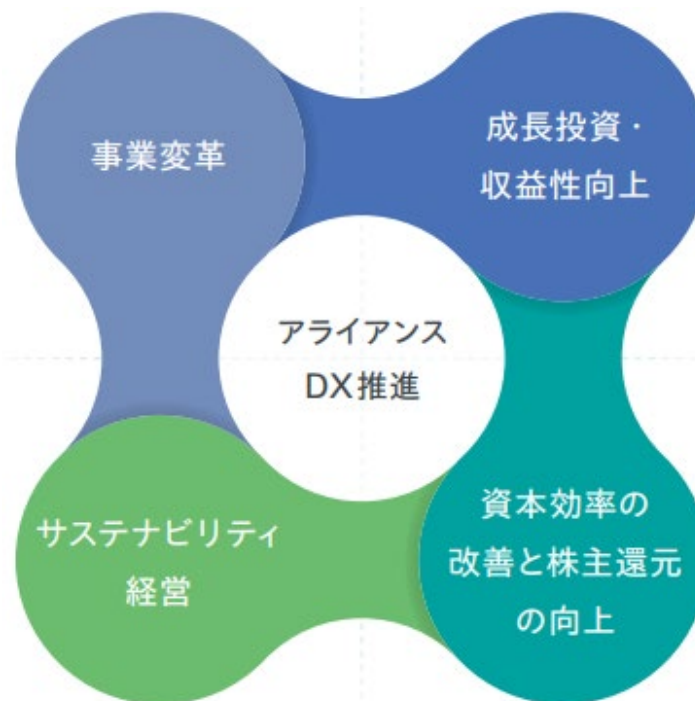 事業変革
成長投資・
収益性向上
アライアンス
DX推進
サステナビリティ
経営
資本効率の
改善と株主還元
の向上